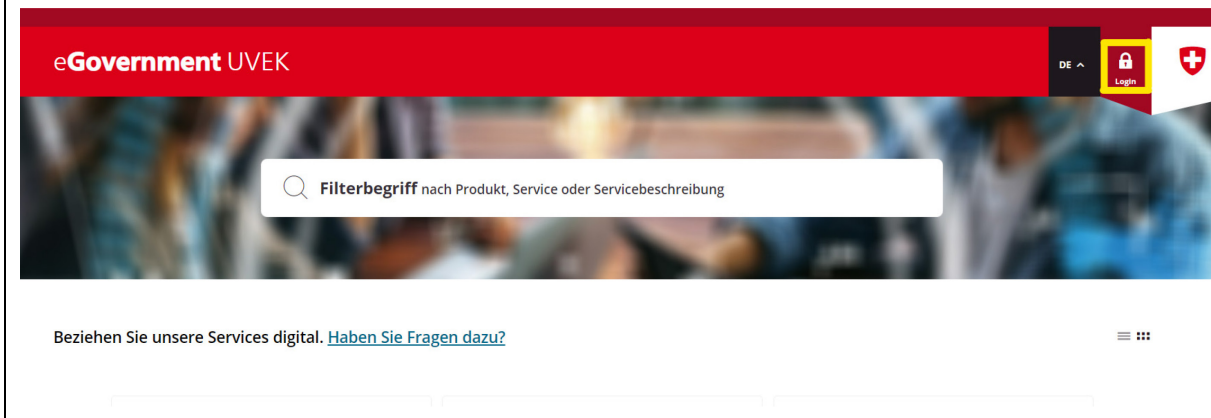 eGovernment UVEK
DE
Login
Filterbegriff nach Produkt, Service oder Servicebeschreibung
Beziehen Sie unsere Services digital. Haben Sie Fragen dazu?